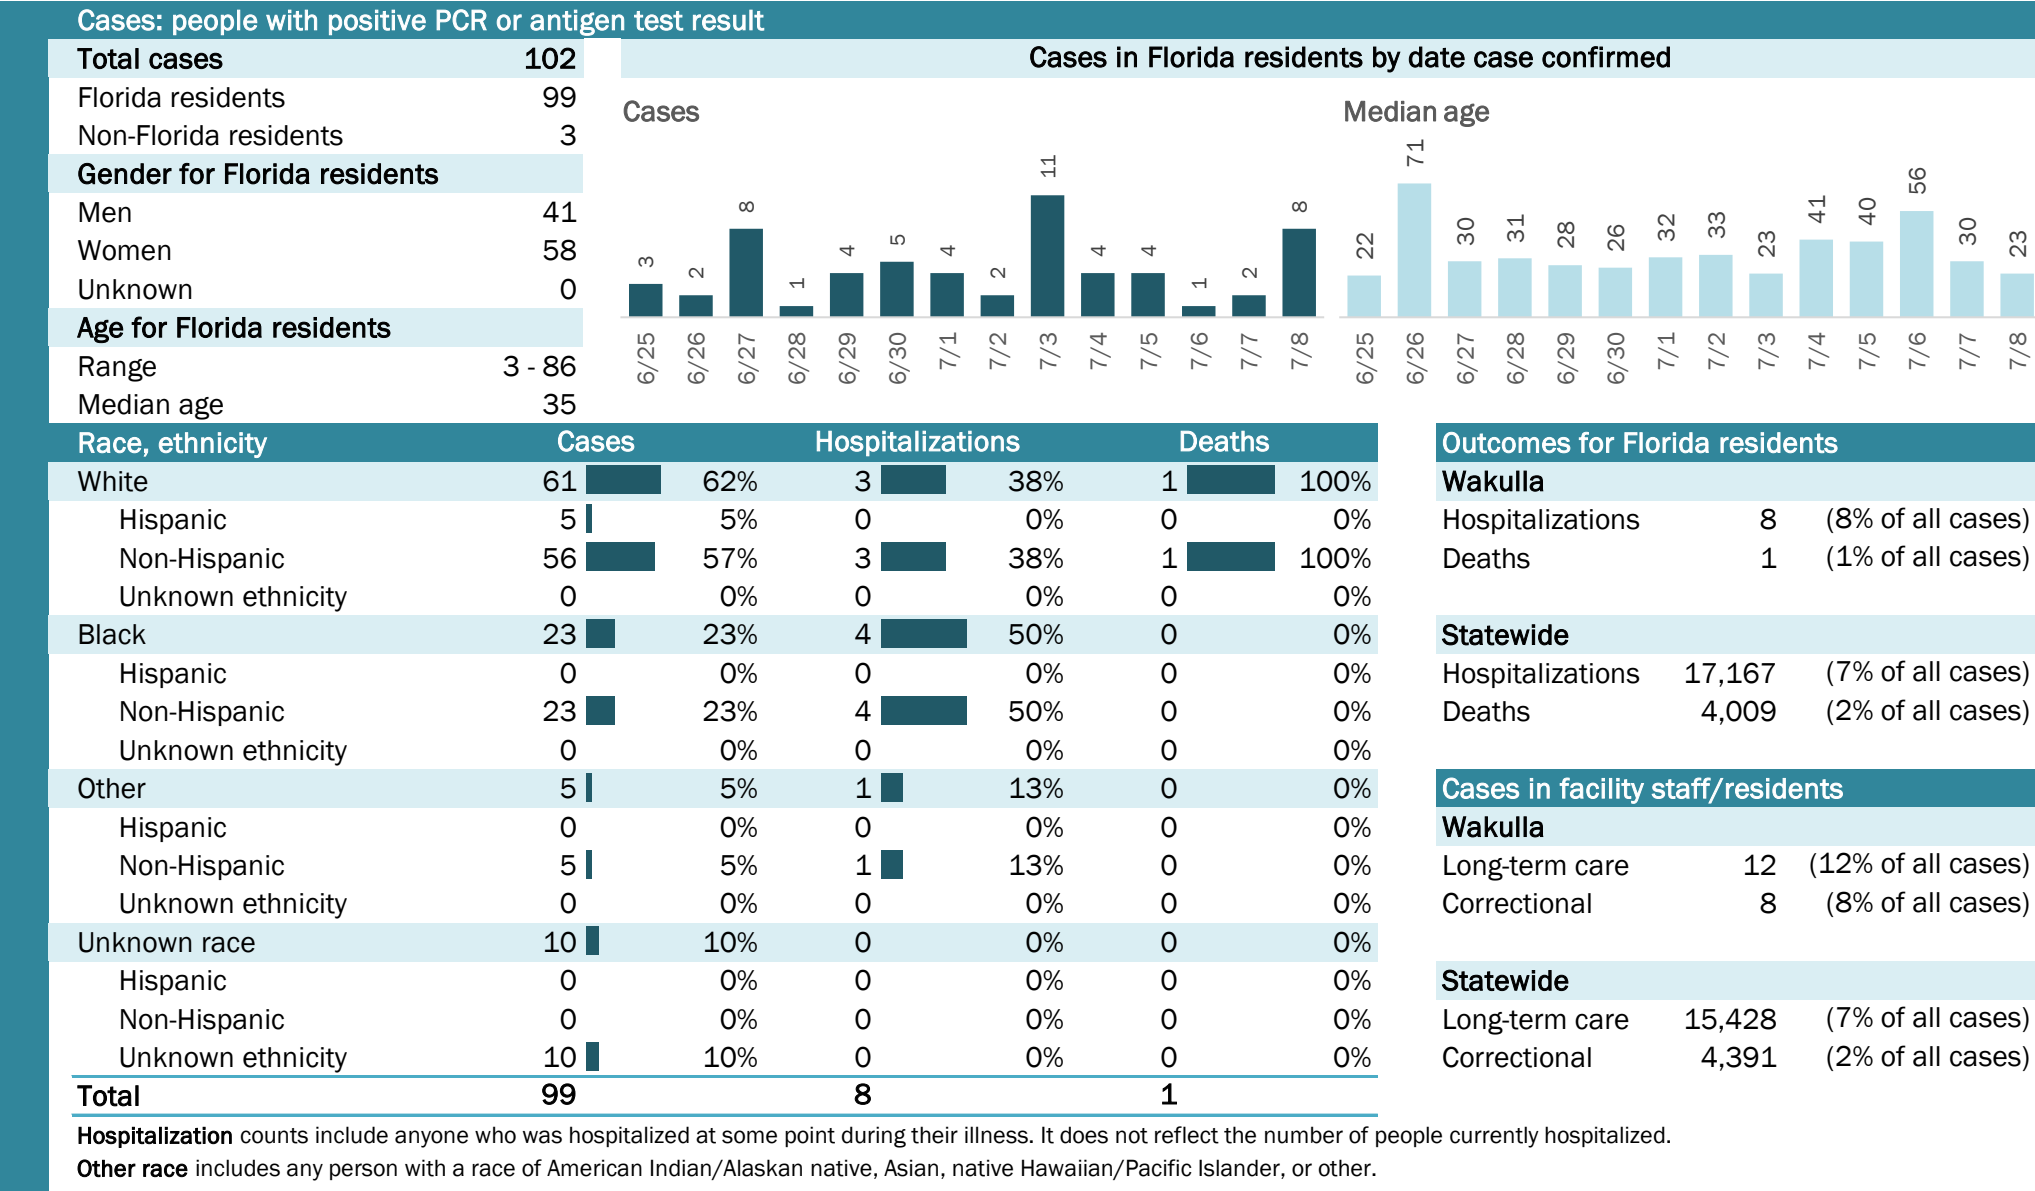 Cases: people with positive PCR or antigen test result
Total cases 102
Florida residents 99
Non-Florida residents 3
Gender for Florida residents
Men 41
Women 58
Unknown 0
Age for Florida residents
Range 3 - 86
Median age 35
Cases in Florida residents by date case confirmed
Cases
3 2 8 1 4 5 4 2 11 4 4 1 2 8
6/25 6/26 6/27 6/28 6/29 6/30 7/1 7/2 7/3 7/4 7/5 7/6 7/7 7/8
Median age
22 71 30 31 28 26 32 33 23 41 40 56 30 23
6/25 6/26 6/27 6/28 6/29 6/30 7/1 7/2 7/3 7/4 7/5 7/6 7/7 7/8
Race, ethnicity Cases Hospitalizations Deaths
White 61 62% 3 38% 1 100%
Hispanic 5 5% 0 0% 0 0%
Non-Hispanic 56 57% 3 38% 1 100%
Unknown ethnicity 0 0% 0 0% 0 0%
Black 23 23% 4 50% 0 0%
Hispanic 0 0% 0 0% 0 0%
Non-Hispanic 23 23% 4 50% 0 0%
Unknown ethnicity 0 0% 0 0% 0 0%
Other 5 5% 1 13% 0 0%
Hispanic 0 0% 0 0% 0 0%
Non-Hispanic 5 5% 1 13% 0 0%
Unknown ethnicity 0 0% 0 0% 0 0%
Unknown race 10 10% 0 0% 0 0%
Hispanic 0 0% 0 0% 0 0%
Non-Hispanic 0 0% 0 0% 0 0%
Unknown ethnicity 10 10% 0 0% 0 0%
Total 99 8 1
Outcomes for Florida residents
Wakulla
Hospitalizations 8 (8% of all cases)
Deaths 1 (1% of all cases)
Statewide
Hospitalizations 17,167 (7% of all cases)
Deaths 4,009 (2% of all cases)
Cases in facility staff/residents
Wakulla
Long-term care 12 (12% of all cases)
Correctional 8 (8% of all cases)
Statewide
Long-term care 15,428 (7% of all cases)
Correctional 4,391 (2% of all cases)
Hospitalization counts include anyone who was hospitalized at some point during their illness. It does not reflect the number of people currently hospitalized.
Other race includes any person with a race of American Indian/Alaskan native, Asian, native Hawaiian/Pacific Islander, or other.